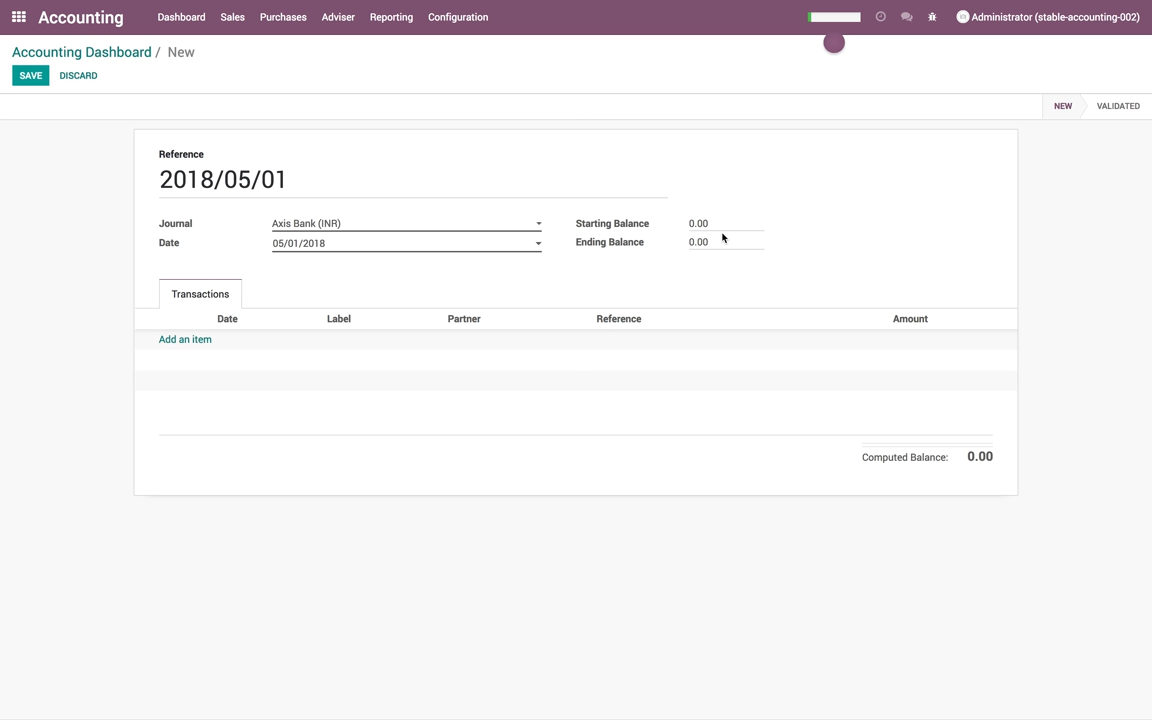 Accounting Dashboard Sales Purchases Adviser Reporting Configuration Administrator (stable-accounting-002)
Accounting Dashboard / New
SAVE DISCARD
NEW VALIDATED
Reference
2018/05/01
Journal Axis Bank (INR) Starting Balance 0.00
Date 05/01/2018 Ending Balance 0.00
Transactions
Date Label Partner Reference Amount
Add an item
Computed Balance: 0.00